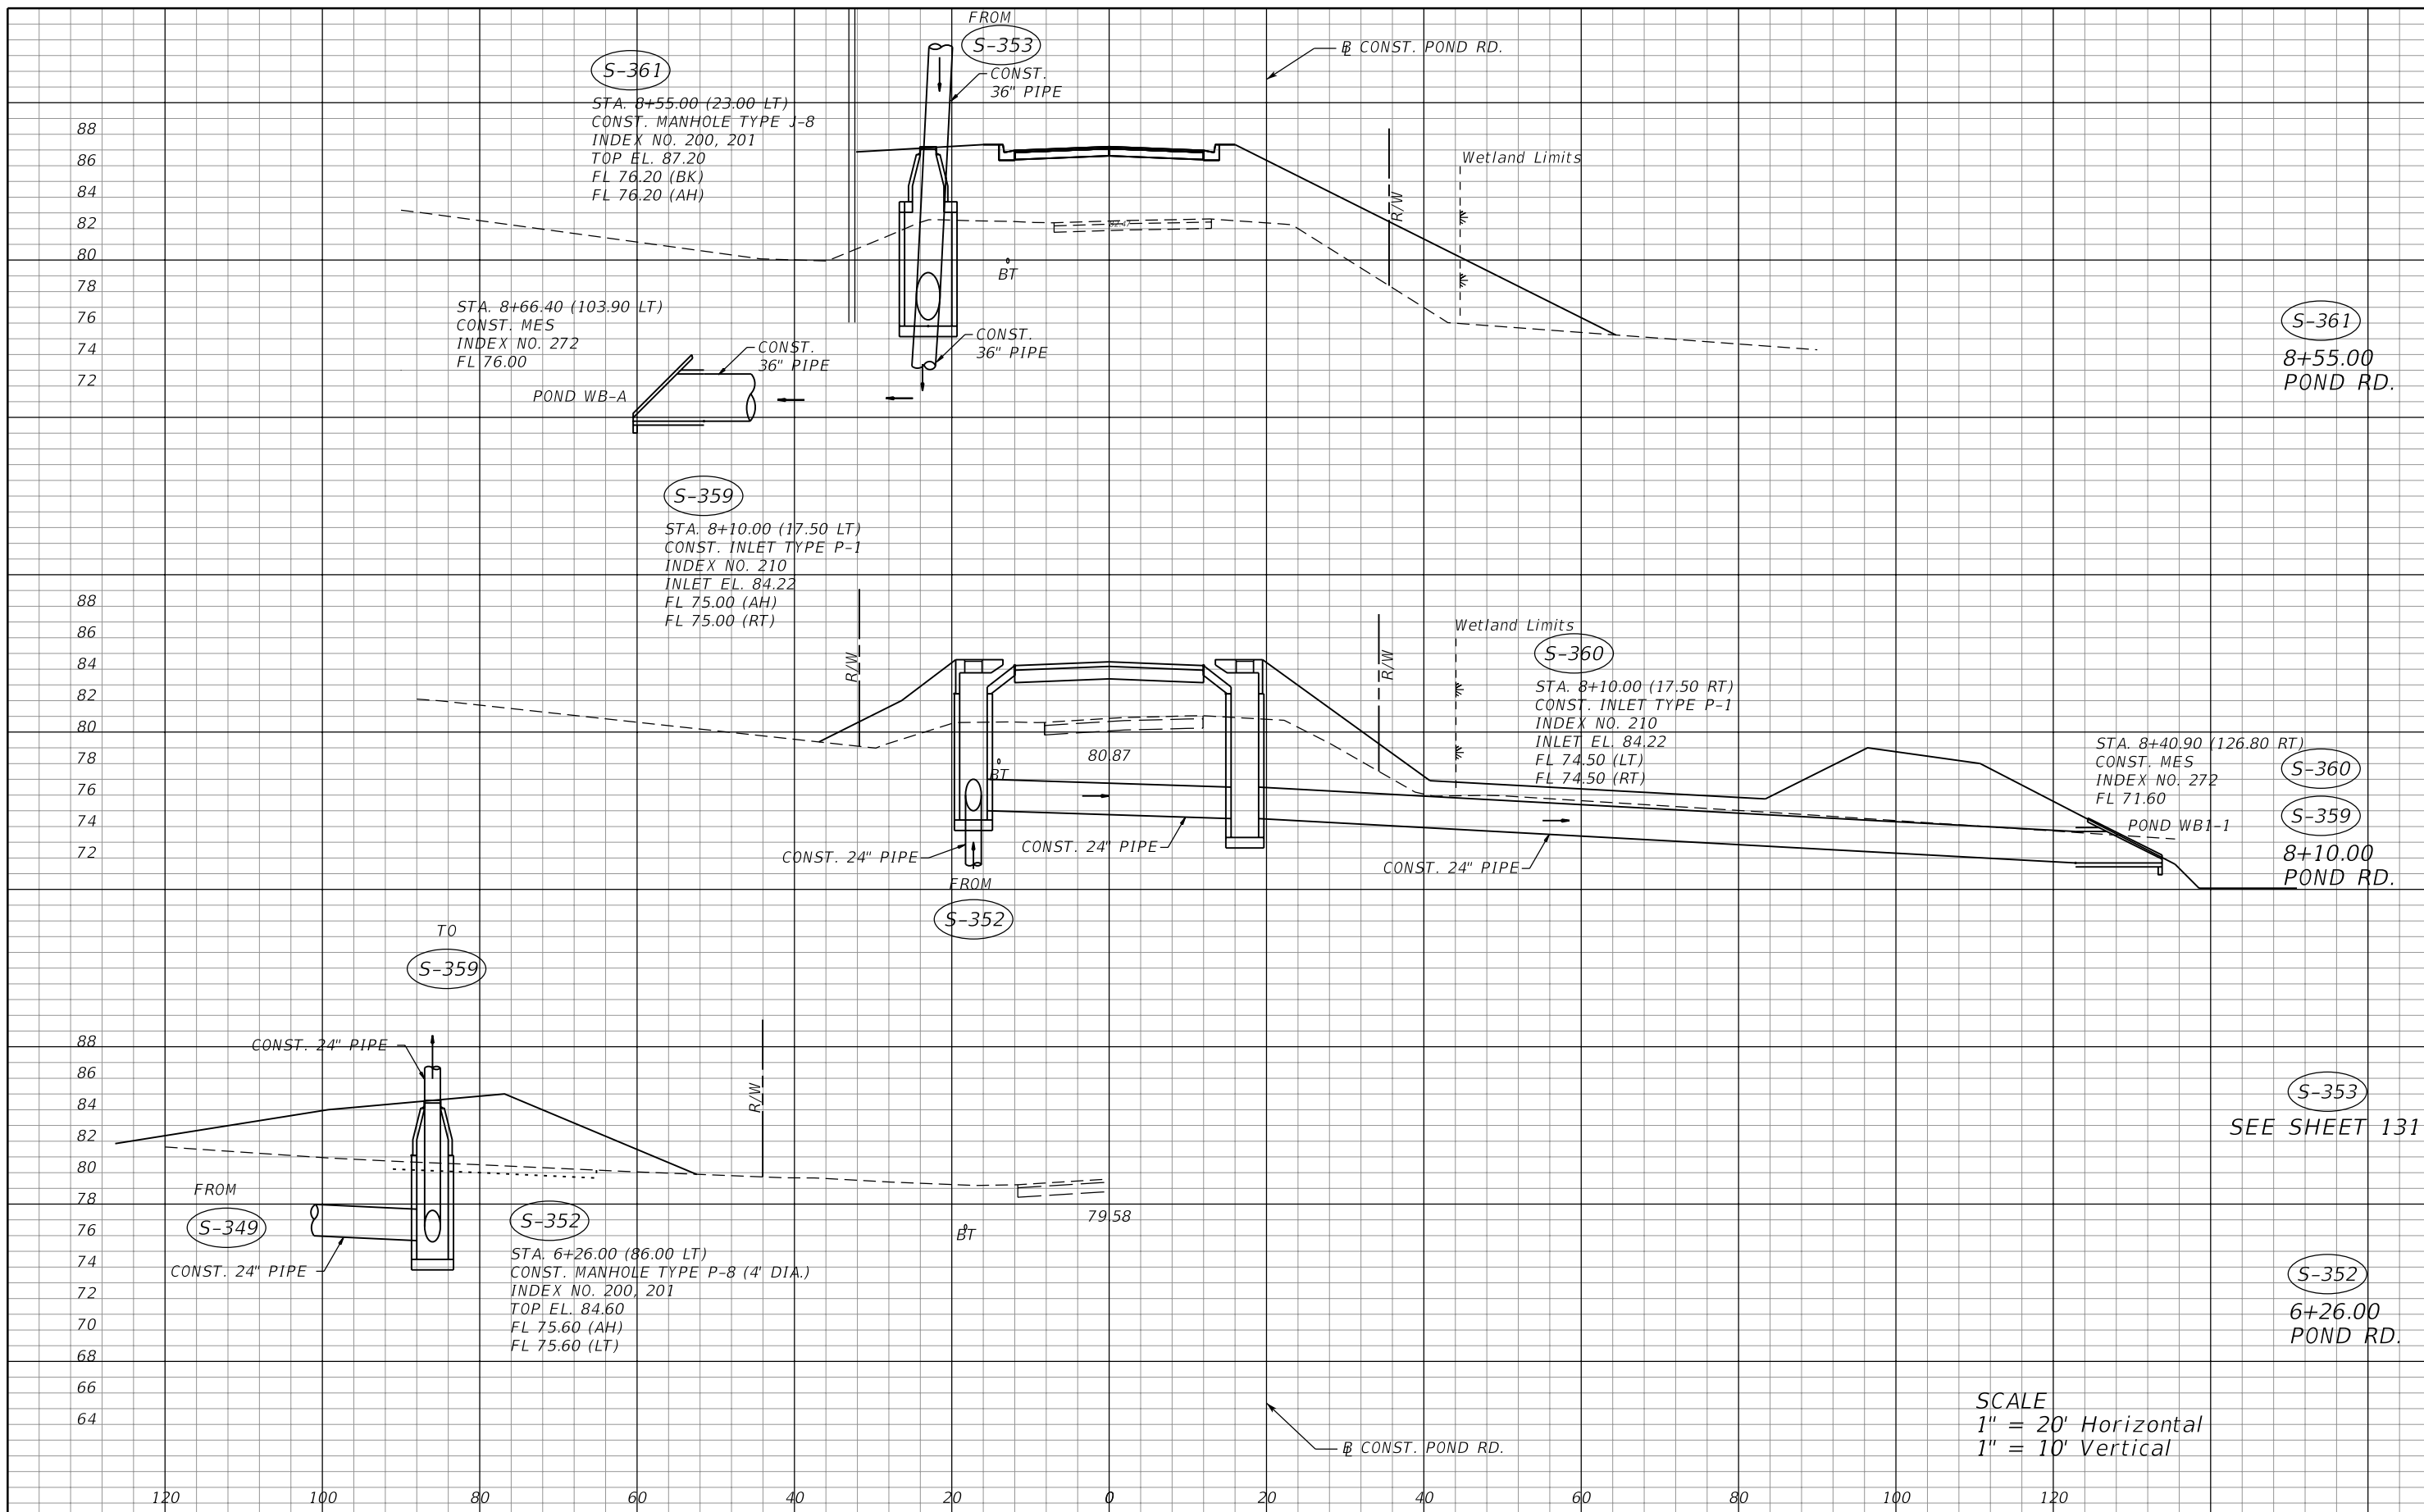 FROM
S-353
CONST.
36" PIPE
℄ CONST. POND RD.
S-361
STA. 8+55.00 (23.00 LT)
CONST. MANHOLE TYPE J-8
INDEX NO. 200, 201
TOP EL. 87.20
FL 76.20 (BK)
FL 76.20 (AH)
88
86
84
82
80
78
76
74
72
Wetland Limits
R/W
82.47
BT
STA. 8+66.40 (103.90 LT)
CONST. MES
INDEX NO. 272
FL 76.00
CONST.
36" PIPE
CONST.
36" PIPE
POND WB-A
S-361
8+55.00
POND RD.
S-359
STA. 8+10.00 (17.50 LT)
CONST. INLET TYPE P-1
INDEX NO. 210
INLET EL. 84.22
FL 75.00 (AH)
FL 75.00 (RT)
88
86
84
82
80
78
76
74
72
R/W
R/W
Wetland Limits
S-360
STA. 8+10.00 (17.50 RT)
CONST. INLET TYPE P-1
INDEX NO. 210
INLET EL. 84.22
FL 74.50 (LT)
FL 74.50 (RT)
80.87
BT
STA. 8+40.90 (126.80 RT)
CONST. MES
INDEX NO. 272
FL 71.60
POND WB1-1
CONST. 24" PIPE
CONST. 24" PIPE
CONST. 24" PIPE
FROM
S-352
S-360
S-359
8+10.00
POND RD.
TO
S-359
CONST. 24" PIPE
88
86
84
82
80
78
76
74
72
70
68
66
64
R/W
FROM
S-349
CONST. 24" PIPE
S-352
STA. 6+26.00 (86.00 LT)
CONST. MANHOLE TYPE P-8 (4' DIA.)
INDEX NO. 200, 201
TOP EL. 84.60
FL 75.60 (AH)
FL 75.60 (LT)
BT
79.58
S-353
SEE SHEET 131
S-352
6+26.00
POND RD.
℄ CONST. POND RD.
SCALE
1" = 20' Horizontal
1" = 10' Vertical
120 100 80 60 40 20 0 20 40 60 80 100 120